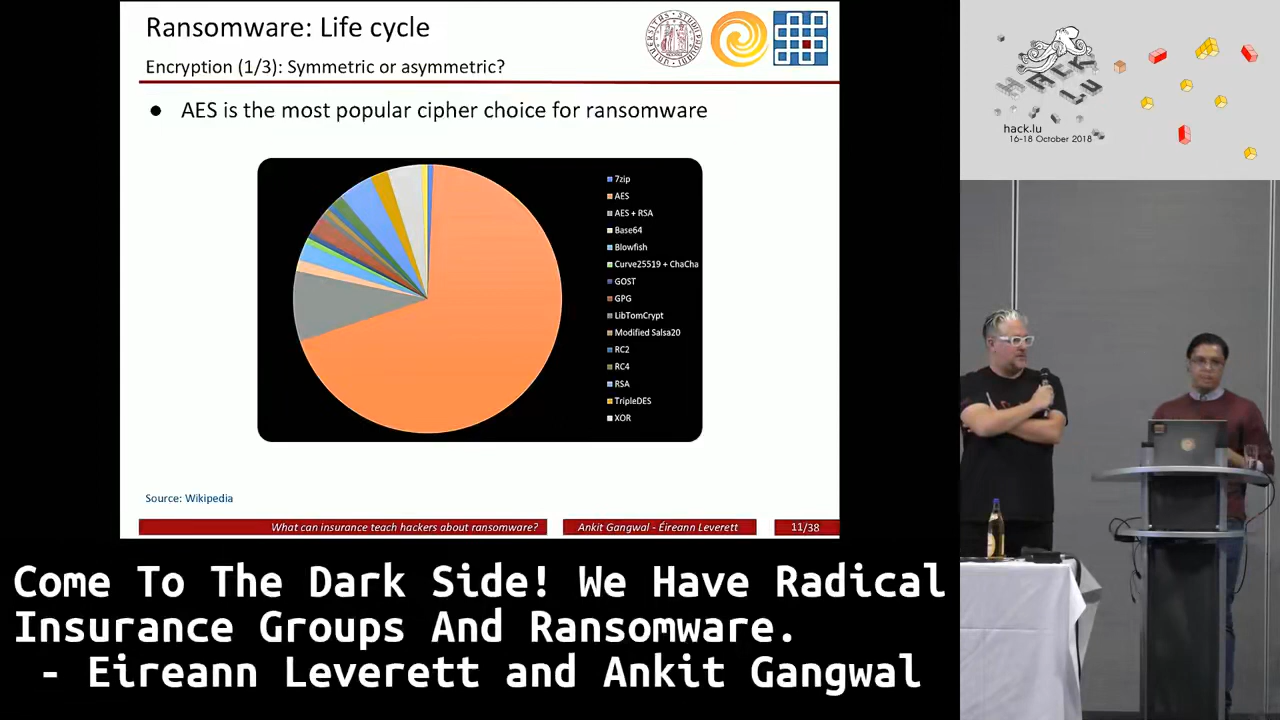 Ransomware: Life cycle
Encryption (1/3): Symmetric or asymmetric?
● AES is the most popular cipher choice for ransomware
7zip
AES
AES + RSA
Base64
Blowfish
Curve25519 + ChaCha
GOST
GPG
LibTomCrypt
Modified Salsa20
RC2
RC4
RSA
TripleDES
XOR
Source: Wikipedia
What can insurance teach hackers about ransomware?
Ankit Gangwal - Éireann Leverett
11/38
hack.lu
16-18 October 2018
Come To The Dark Side! We Have Radical
Insurance Groups And Ransomware.
- Eireann Leverett and Ankit Gangwal